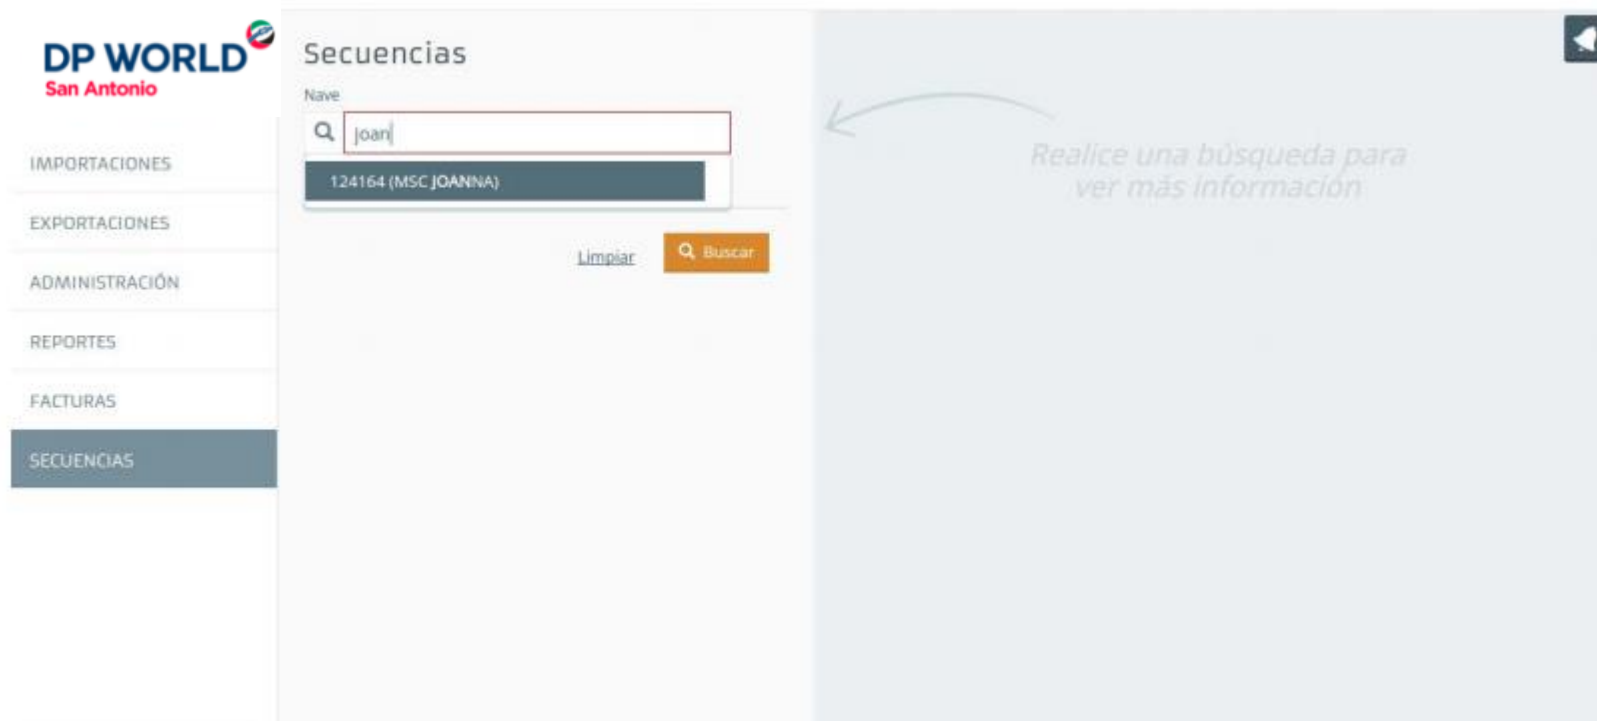 DP WORLD
San Antonio
IMPORTACIONES
EXPORTACIONES
ADMINISTRACIÓN
REPORTES
FACTURAS
SECUENCIAS
Secuencias
Nave
joan
124164 (MSC JOANNA)
Limpiar
Buscar
Realice una búsqueda para
ver más información